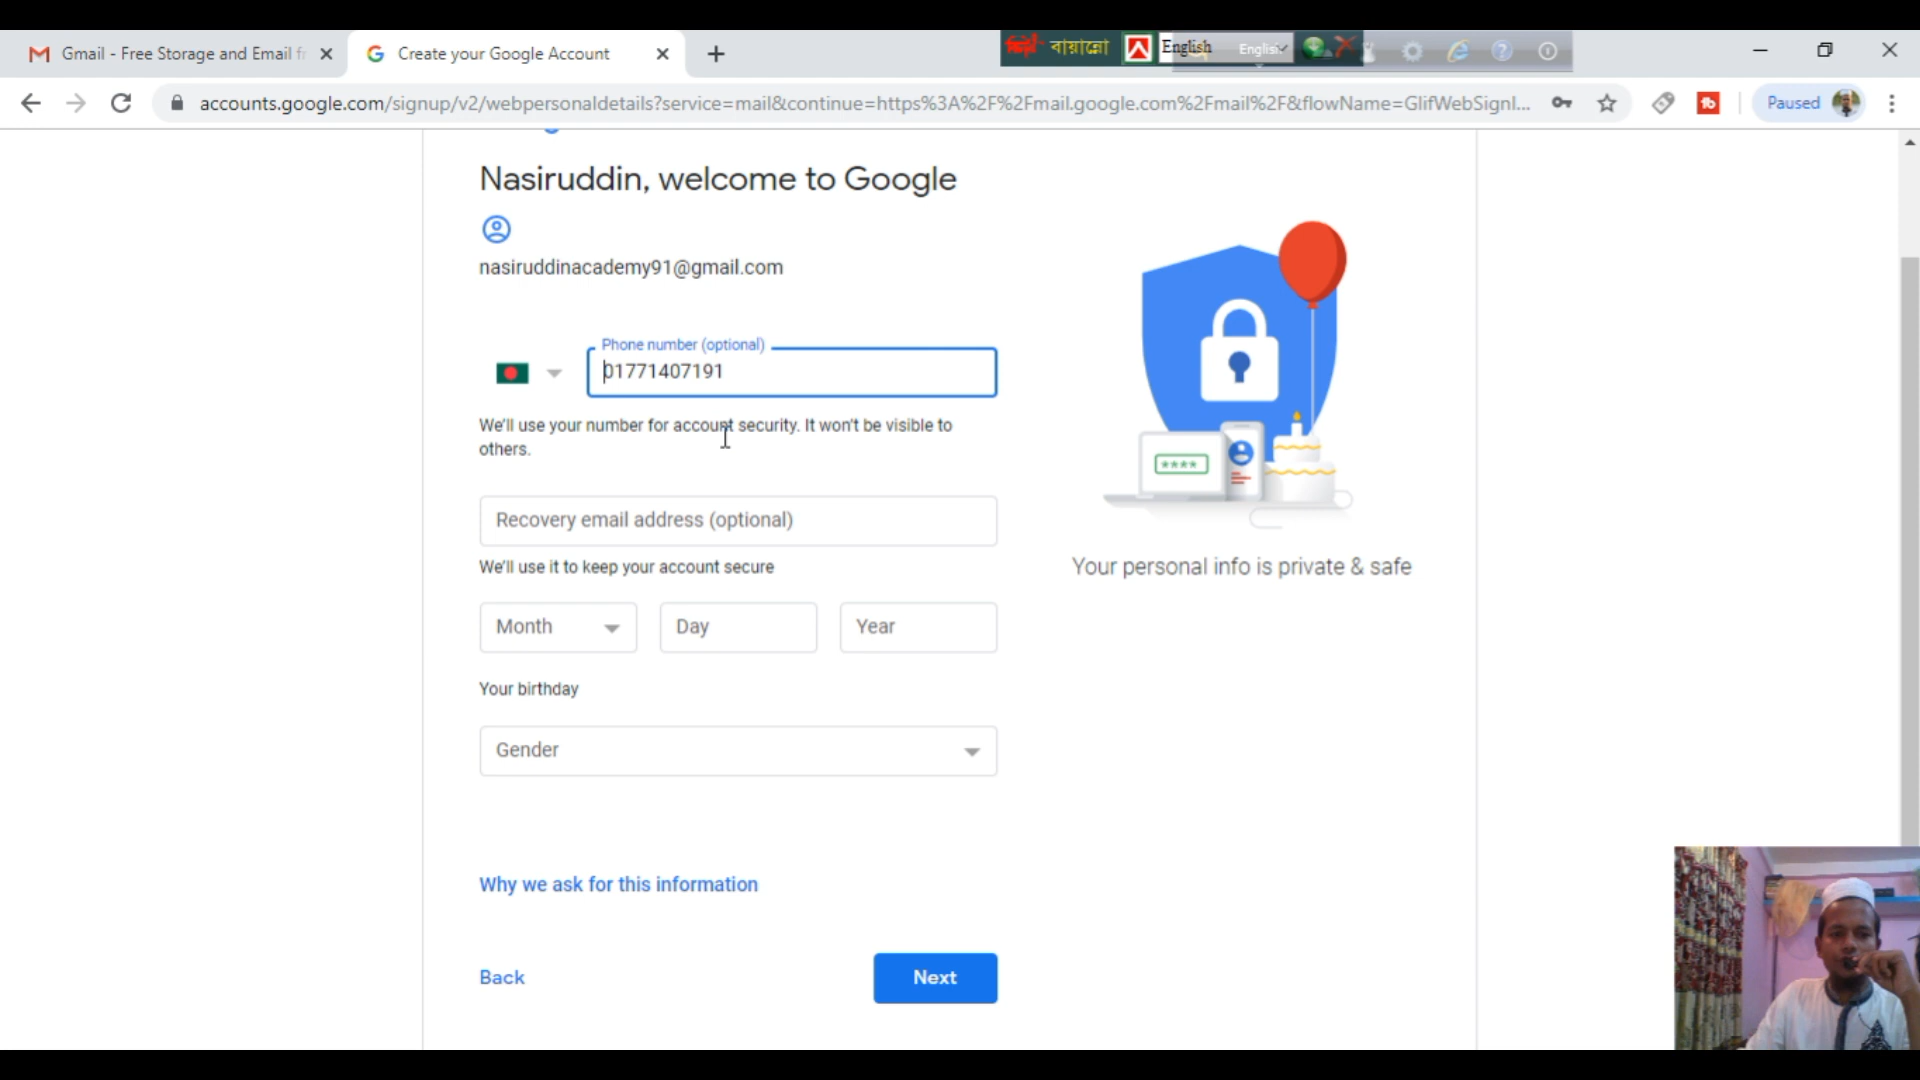 Gmail - Free Storage and Email fr
Create your Google Account
বায়ান্নো
English
English
accounts.google.com/signup/v2/webpersonaldetails?service=mail&continue=https%3A%2F%2Fmail.google.com%2Fmail%2F&flowName=GlifWebSignI...
Paused
Nasiruddin, welcome to Google
nasiruddinacademy91@gmail.com
Phone number (optional)
01771407191
We'll use your number for account security. It won't be visible to
others.
Recovery email address (optional)
We'll use it to keep your account secure
Month
Day
Year
Your birthday
Gender
Why we ask for this information
Back
Next
****
Your personal info is private & safe